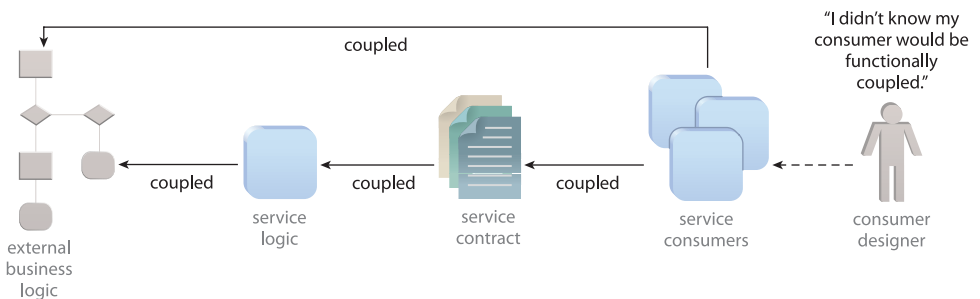 "I didn't know my
consumer would be
functionally
coupled."
coupled
coupled
coupled
coupled
external
business
logic
service
logic
service
contract
service
consumers
consumer
designer